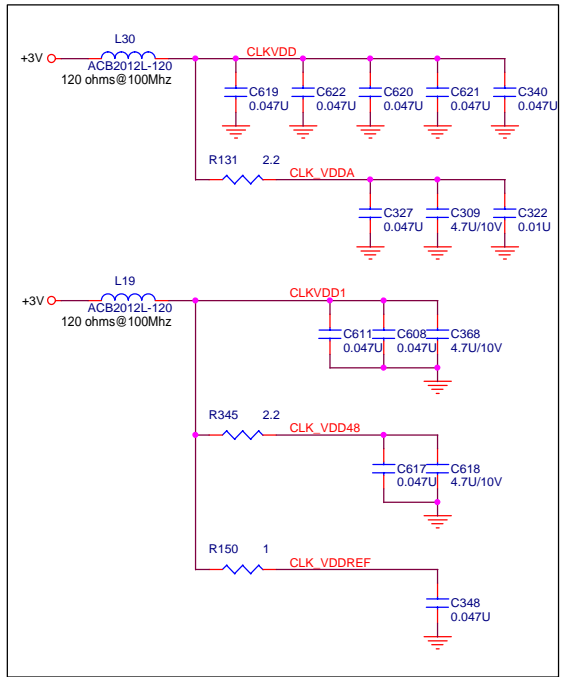 L30
+3V
CLKVDD
ACB2012L-120
120 ohms@100Mhz
C619
0.047U
C622
0.047U
C620
0.047U
C621
0.047U
C340
0.047U
R131 2.2
CLK_VDDA
C327
0.047U
C309
4.7U/10V
C322
0.01U
L19
+3V
CLKVDD1
ACB2012L-120
120 ohms@100Mhz
C611
0.047U
C608
0.047U
C368
4.7U/10V
R345 2.2
CLK_VDD48
C617
0.047U
C618
4.7U/10V
R150 1
CLK_VDDREF
C348
0.047U